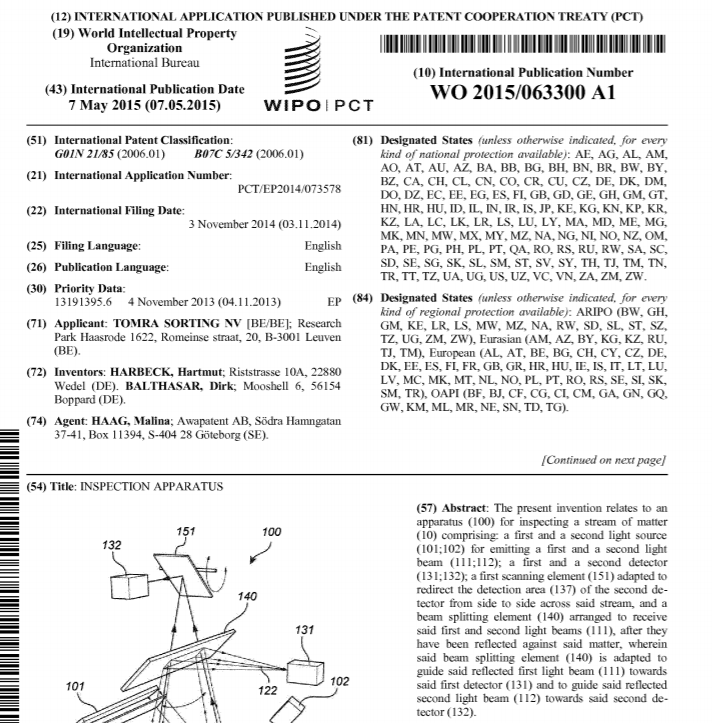 (12) INTERNATIONAL APPLICATION PUBLISHED UNDER THE PATENT COOPERATION TREATY (PCT)
(19) World Intellectual Property
Organization
International Bureau
(43) International Publication Date
7 May 2015 (07.05.2015)
WIPO | PCT
(10) International Publication Number
WO 2015/063300 A1
(51) International Patent Classification:
G01N 21/85 (2006.01) B07C 5/342 (2006.01)
(21) International Application Number:
PCT/EP2014/073578
(22) International Filing Date:
3 November 2014 (03.11.2014)
(25) Filing Language: English
(26) Publication Language: English
(30) Priority Data:
13191395.6 4 November 2013 (04.11.2013) EP
(71) Applicant: TOMRA SORTING NV [BE/BE]; Research
Park Haasrode 1622, Romeinse straat, 20, B-3001 Leuven
(BE).
(72) Inventors: HARBECK, Hartmut; Riststrasse 10A, 22880
Wedel (DE). BALTHASAR, Dirk; Mooshell 6, 56154
Boppard (DE).
(74) Agent: HAAG, Malina; Awapatent AB, Södra Hamngatan
37-41, Box 11394, S-404 28 Göteborg (SE).
(81) Designated States (unless otherwise indicated, for every
kind of national protection available): AE, AG, AL, AM,
AO, AT, AU, AZ, BA, BB, BG, BH, BN, BR, BW, BY,
BZ, CA, CH, CL, CN, CO, CR, CU, CZ, DE, DK, DM,
DO, DZ, EC, EE, EG, ES, FI, GB, GD, GE, GH, GM, GT,
HN, HR, HU, ID, IL, IN, IR, IS, JP, KE, KG, KN, KP, KR,
KZ, LA, LC, LK, LR, LS, LU, LY, MA, MD, ME, MG,
MK, MN, MW, MX, MY, MZ, NA, NG, NI, NO, NZ, OM,
PA, PE, PG, PH, PL, PT, QA, RO, RS, RU, RW, SA, SC,
SD, SE, SG, SK, SL, SM, ST, SV, SY, TH, TJ, TM, TN,
TR, TT, TZ, UA, UG, US, UZ, VC, VN, ZA, ZM, ZW.
(84) Designated States (unless otherwise indicated, for every
kind of regional protection available): ARIPO (BW, GH,
GM, KE, LR, LS, MW, MZ, NA, RW, SD, SL, ST, SZ,
TZ, UG, ZM, ZW), Eurasian (AM, AZ, BY, KG, KZ, RU,
TJ, TM), European (AL, AT, BE, BG, CH, CY, CZ, DE,
DK, EE, ES, FI, FR, GB, GR, HR, HU, IE, IS, IT, LT, LU,
LV, MC, MK, MT, NL, NO, PL, PT, RO, RS, SE, SI, SK,
SM, TR), OAPI (BF, BJ, CF, CG, CI, CM, GA, GN, GQ,
GW, KM, ML, MR, NE, SN, TD, TG).
[Continued on next page]
(54) Title: INSPECTION APPARATUS
151
132
100
140
131
101
122
102
(57) Abstract: The present invention relates to an
apparatus (100) for inspecting a stream of matter
(10) comprising: a first and a second light source
(101;102) for emitting a first and a second light
beam (111;112); a first and a second detector
(131;132); a first scanning element (151) adapted to
redirect the detection area (137) of the second de-
tector from side to side across said stream, and a
beam splitting element (140) arranged to receive
said first and second light beams (111), after they
have been reflected against said matter, wherein
said beam splitting element (140) is adapted to
guide said reflected first light beam (111) towards
said first detector (131) and to guide said reflected
second light beam (112) towards said second de-
tector (132).